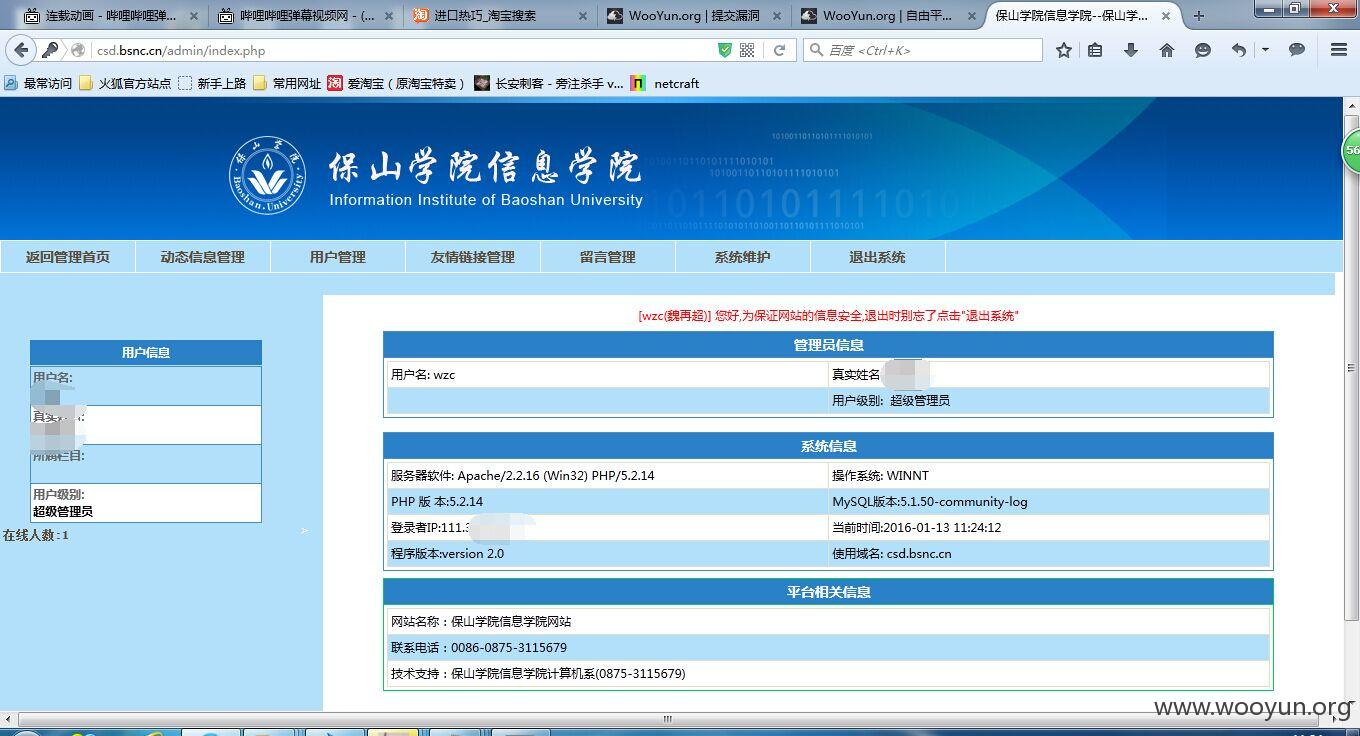 连载动画 - 哔哩哔哩弹...
哔哩哔哩弹幕视频网 - (...
进口热巧_淘宝搜索
WooYun.org | 提交漏洞
WooYun.org | 自由平...
保山学院信息学院--保山学...
csd.bsnc.cn/admin/index.php
百度 <Ctrl+K>
最常访问
火狐官方站点
新手上路
常用网址
爱淘宝（原淘宝特卖）
长安刺客 - 旁注杀手 v...
netcraft
56
保山学院信息学院
Information Institute of Baoshan University
返回管理首页
动态信息管理
用户管理
友情链接管理
留言管理
系统维护
退出系统
[wzc(魏再超)] 您好,为保证网站的信息安全,退出时别忘了点击"退出系统"
用户信息
用户名:
所属栏目:
用户级别:
超级管理员
在线人数:1
管理员信息
用户名: wzc
真实姓名
用户级别: 超级管理员
系统信息
服务器软件: Apache/2.2.16 (Win32) PHP/5.2.14
操作系统: WINNT
PHP 版 本:5.2.14
MySQL版本:5.1.50-community-log
登录者IP:111.3
当前时间:2016-01-13 11:24:12
程序版本:version 2.0
使用域名: csd.bsnc.cn
平台相关信息
网站名称：保山学院信息学院网站
联系电话：0086-0875-3115679
技术支持：保山学院信息学院计算机系(0875-3115679)
www.wooyun.org